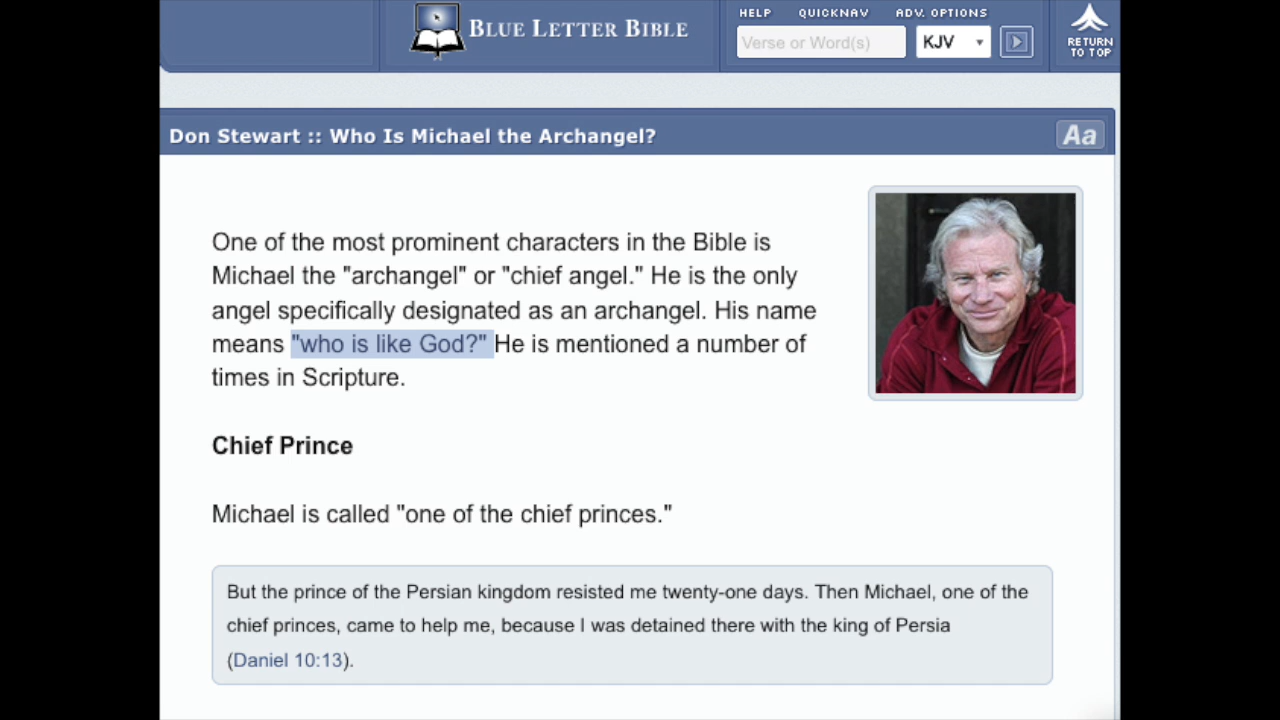 BLUE LETTER BIBLE
HELP QUICKNAV ADV. OPTIONS
Verse or Word(s) KJV
RETURN
TO TOP
Don Stewart :: Who Is Michael the Archangel?
Aa
One of the most prominent characters in the Bible is
Michael the "archangel" or "chief angel." He is the only
angel specifically designated as an archangel. His name
means "who is like God?" He is mentioned a number of
times in Scripture.
Chief Prince
Michael is called "one of the chief princes."
But the prince of the Persian kingdom resisted me twenty-one days. Then Michael, one of the
chief princes, came to help me, because I was detained there with the king of Persia
(Daniel 10:13).